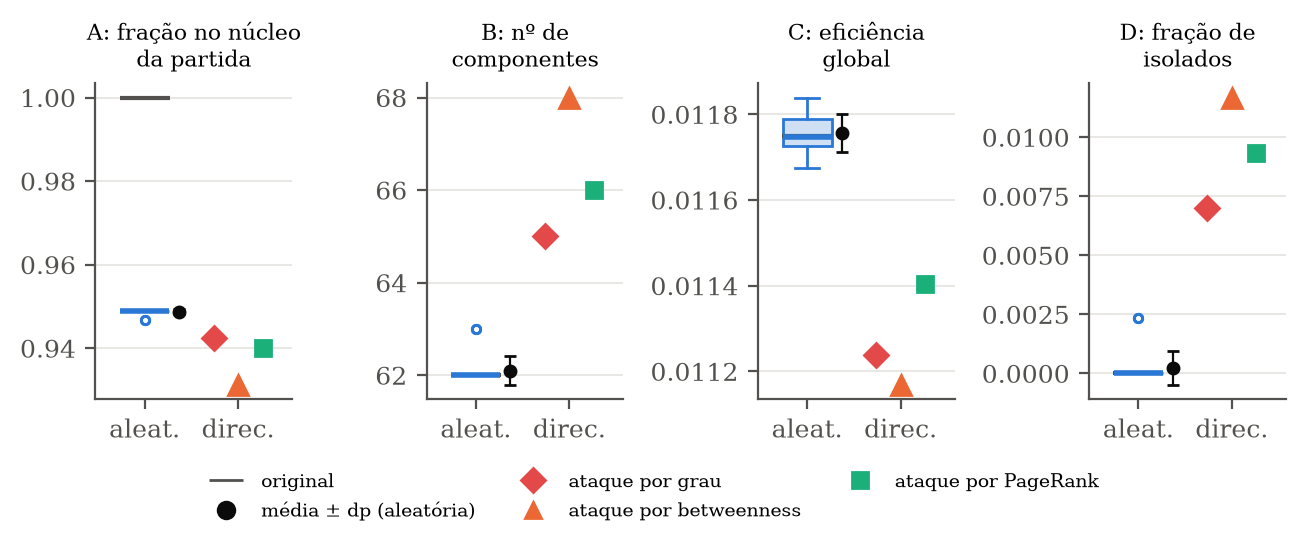 A: fração no núcleo
da partida
1.00
0.98
0.96
0.94
aleat. direc.
B: nº de
componentes
68
66
64
62
aleat. direc.
C: eficiência
global
0.0118
0.0116
0.0114
0.0112
aleat. direc.
D: fração de
isolados
0.0100
0.0075
0.0050
0.0025
0.0000
aleat. direc.
original
média ± dp (aleatória)
ataque por grau
ataque por betweenness
ataque por PageRank